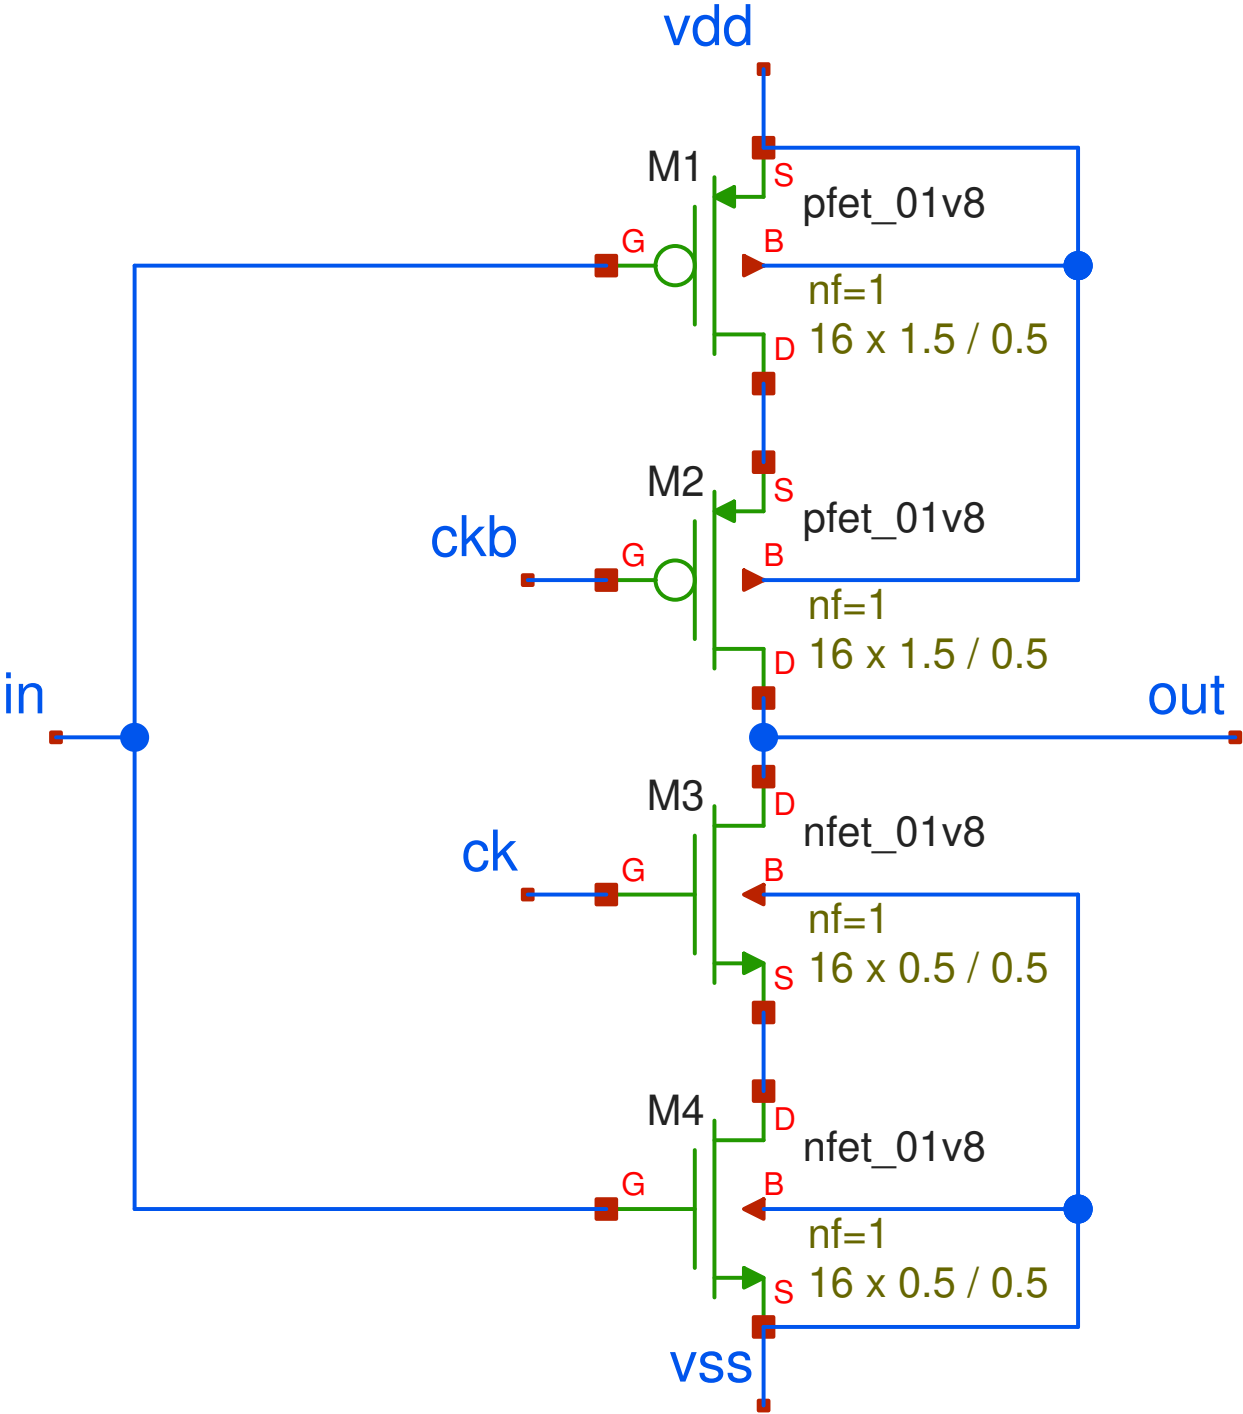 vdd
M1
S
pfet_01v8
G
B
nf=1
16 x 1.5 / 0.5
D
M2
S
pfet_01v8
ckb
G
B
nf=1
16 x 1.5 / 0.5
D
in
out
M3
D
nfet_01v8
ck
G
B
nf=1
16 x 0.5 / 0.5
S
M4
D
nfet_01v8
G
B
nf=1
16 x 0.5 / 0.5
S
vss